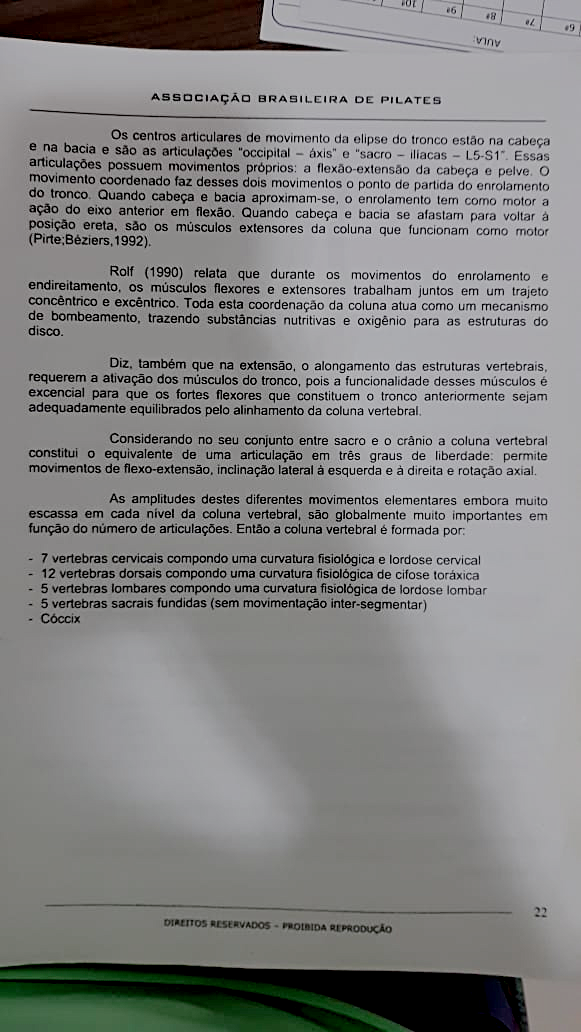 10ª
9ª
8ª
7ª
6ª
AULA:
ASSOCIAÇÃO BRASILEIRA DE PILATES
Os centros articulares de movimento da elipse do tronco estão na cabeça
e na bacia e são as articulações "occipital – áxis" e "sacro – ilíacas – L5-S1". Essas
articulações possuem movimentos próprios: a flexão-extensão da cabeça e pelve. O
movimento coordenado faz desses dois movimentos o ponto de partida do enrolamento
do tronco. Quando cabeça e bacia aproximam-se, o enrolamento tem como motor a
ação do eixo anterior em flexão. Quando cabeça e bacia se afastam para voltar á
posição ereta, são os músculos extensores da coluna que funcionam como motor
(Pirte;Béziers,1992).
Rolf (1990) relata que durante os movimentos do enrolamento e
endireitamento, os músculos flexores e extensores trabalham juntos em um trajeto
concêntrico e excêntrico. Toda esta coordenação da coluna atua como um mecanismo
de bombeamento, trazendo substâncias nutritivas e oxigênio para as estruturas do
disco.
Diz, também que na extensão, o alongamento das estruturas vertebrais,
requerem a ativação dos músculos do tronco, pois a funcionalidade desses músculos é
excencial para que os fortes flexores que constituem o tronco anteriormente sejam
adequadamente equilibrados pelo alinhamento da coluna vertebral.
Considerando no seu conjunto entre sacro e o crânio a coluna vertebral
constitui o equivalente de uma articulação em três graus de liberdade: permite
movimentos de flexo-extensão, inclinação lateral á esquerda e á direita e rotação axial.
As amplitudes destes diferentes movimentos elementares embora muito
escassa em cada nível da coluna vertebral, são globalmente muito importantes em
função do número de articulações. Então a coluna vertebral é formada por:
- 7 vertebras cervicais compondo uma curvatura fisiológica e lordose cervical
- 12 vertebras dorsais compondo uma curvatura fisiológica de cifose toráxica
- 5 vertebras lombares compondo uma curvatura fisiológica de lordose lombar
- 5 vertebras sacrais fundidas (sem movimentação inter-segmentar)
- Cóccix
22
DIREITOS RESERVADOS - PROIBIDA REPRODUÇÃO